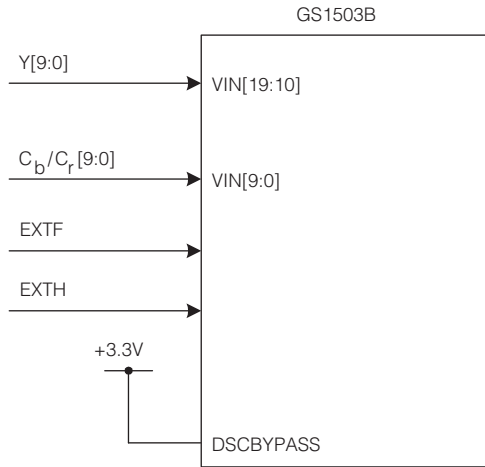 GS1503B
Y[9:0]
VIN[19:10]
Cb/Cr[9:0]
VIN[9:0]
EXTF
EXTH
+3.3V
DSCBYPASS